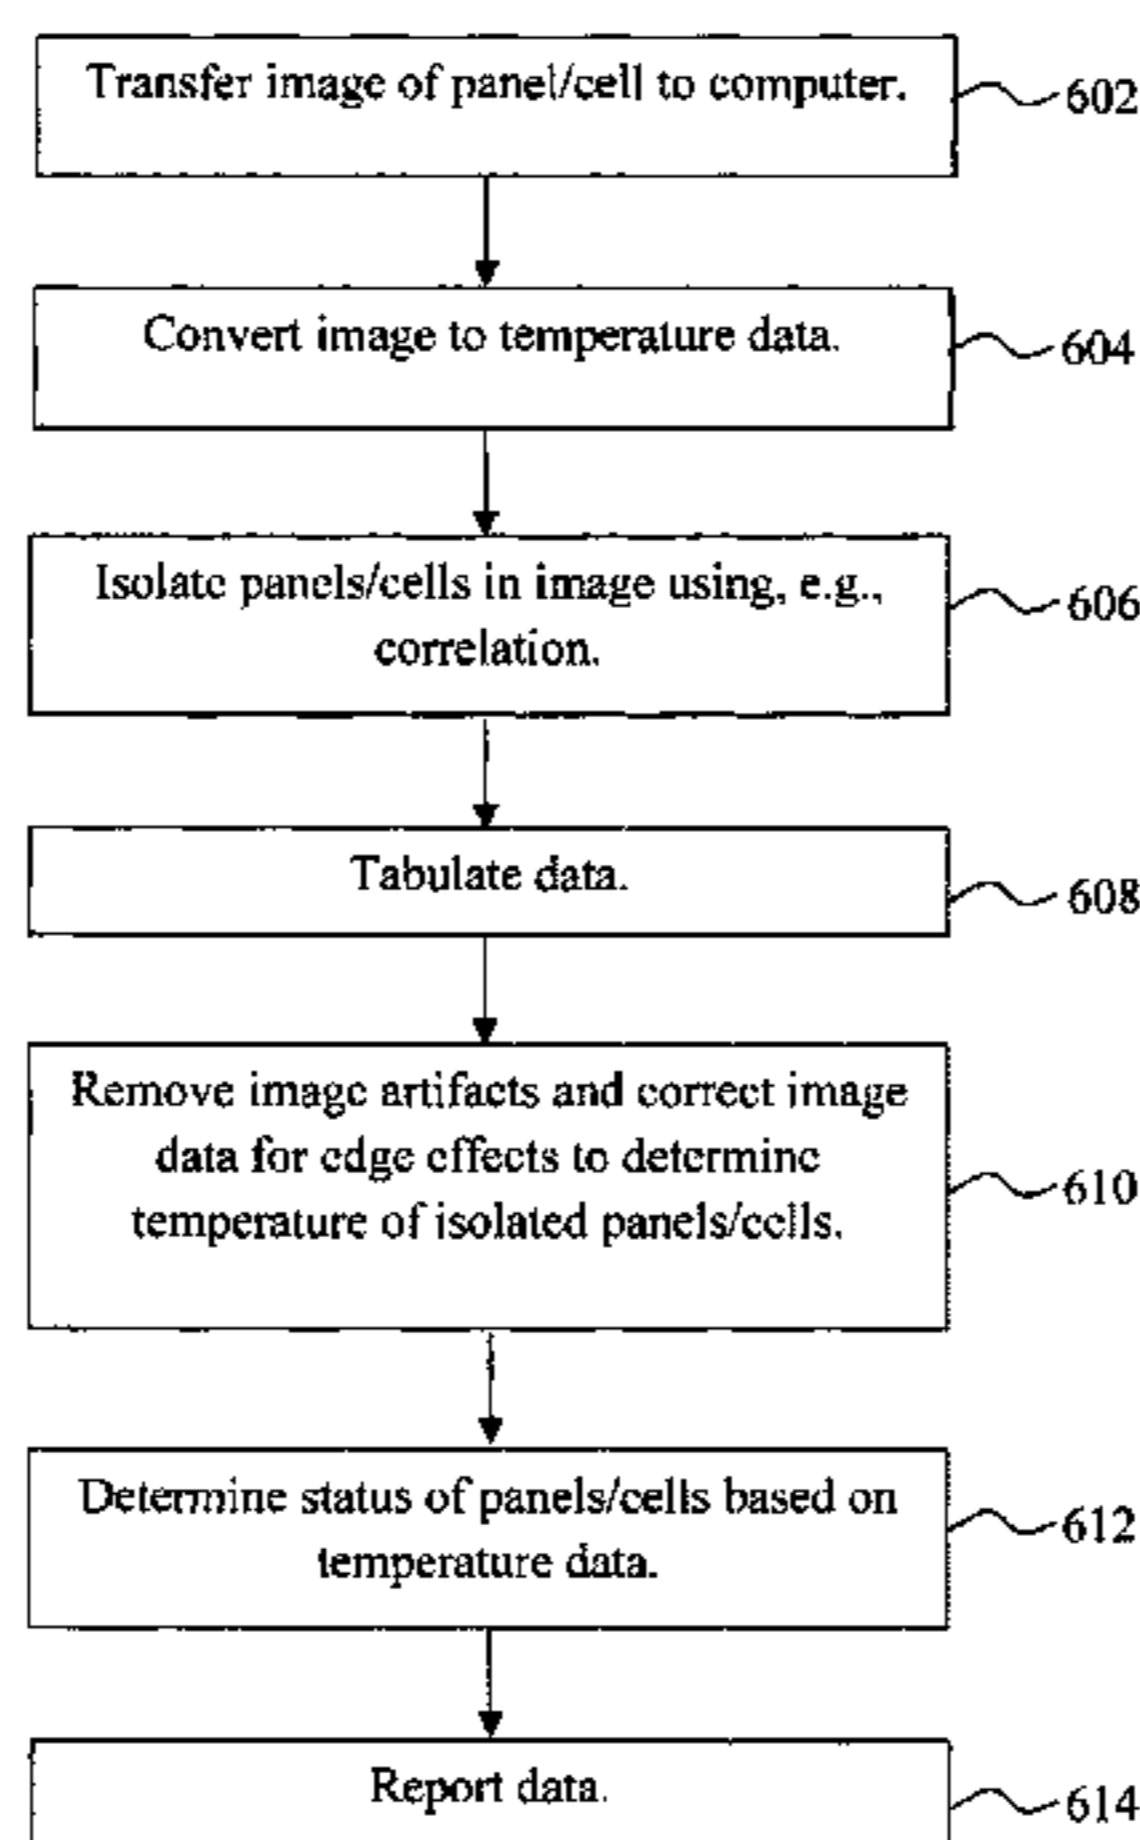 Transfer image of panel/cell to computer.
602
Convert image to temperature data.
604
Isolate panels/cells in image using, e.g.,
correlation.
606
Tabulate data.
608
Remove image artifacts and correct image
data for edge effects to determine
temperature of isolated panels/cells.
610
Determine status of panels/cells based on
temperature data.
612
Report data.
614